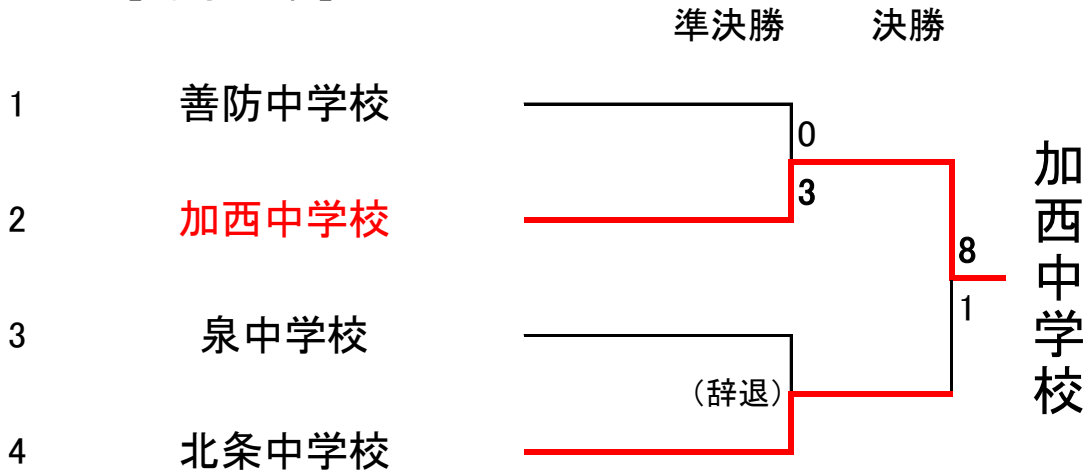 準決勝 決勝
1 善防中学校
0
3
2 加西中学校
8
1
加西中学校
3 泉中学校
(辞退)
4 北条中学校